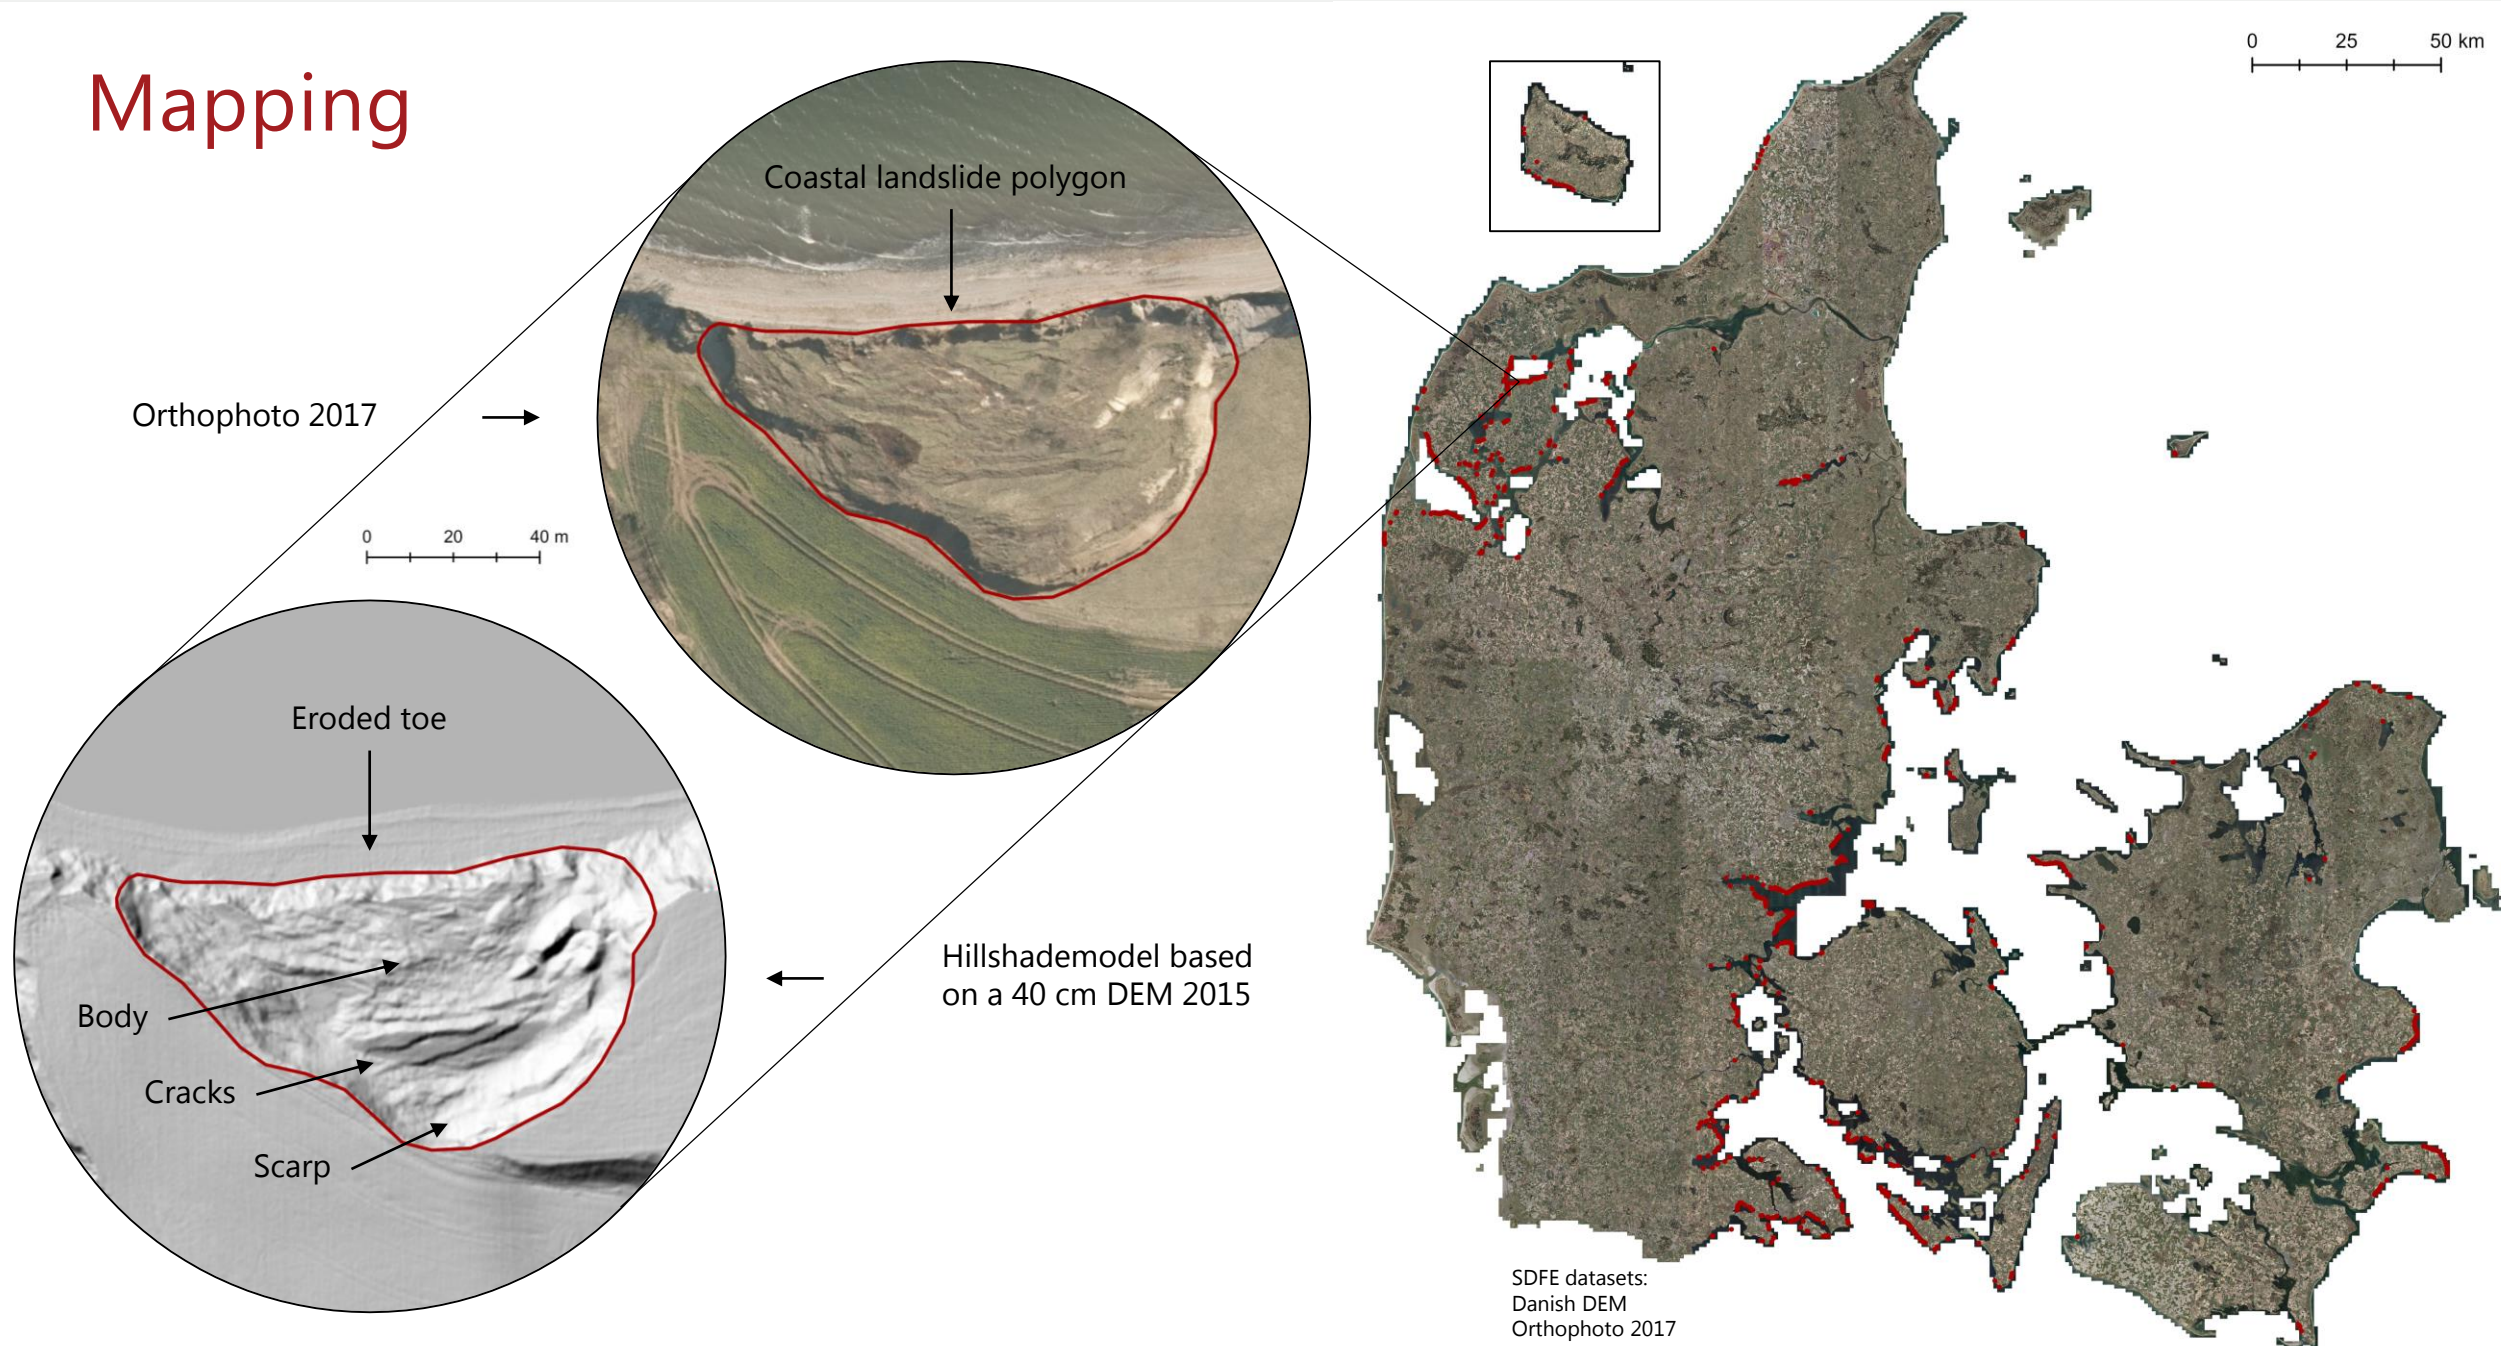 Mapping
0 25 50 km
Coastal landslide polygon
Orthophoto 2017
0 20 40 m
Eroded toe
Body
Cracks
Scarp
Hillshademodel based
on a 40 cm DEM 2015
SDFE datasets:
Danish DEM
Orthophoto 2017